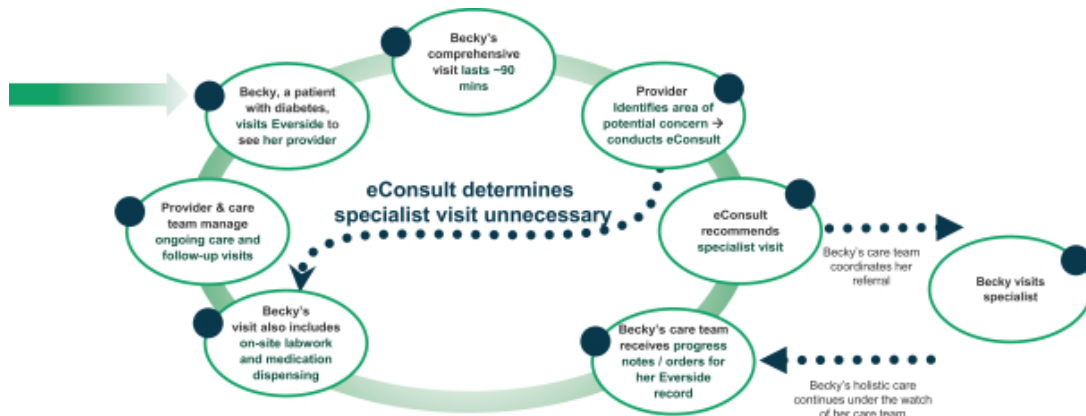 Becky's
comprehensive
visit lasts ~90
mins
Becky, a patient
with diabetes,
visits Everside to
see her provider
Provider
Identifies area of
potential concern →
conducts eConsult
eConsult determines
specialist visit unnecessary
Provider & care
team manage
ongoing care and
follow-up visits
eConsult
recommends
specialist visit
Becky's care team
coordinates her
referral
Becky visits
specialist
Becky's
visit also includes
on-site labwork
and medication
dispensing
Becky's care team
receives progress
notes / orders for
her Everside
record
Becky's holistic care
continues under the watch
of her care team